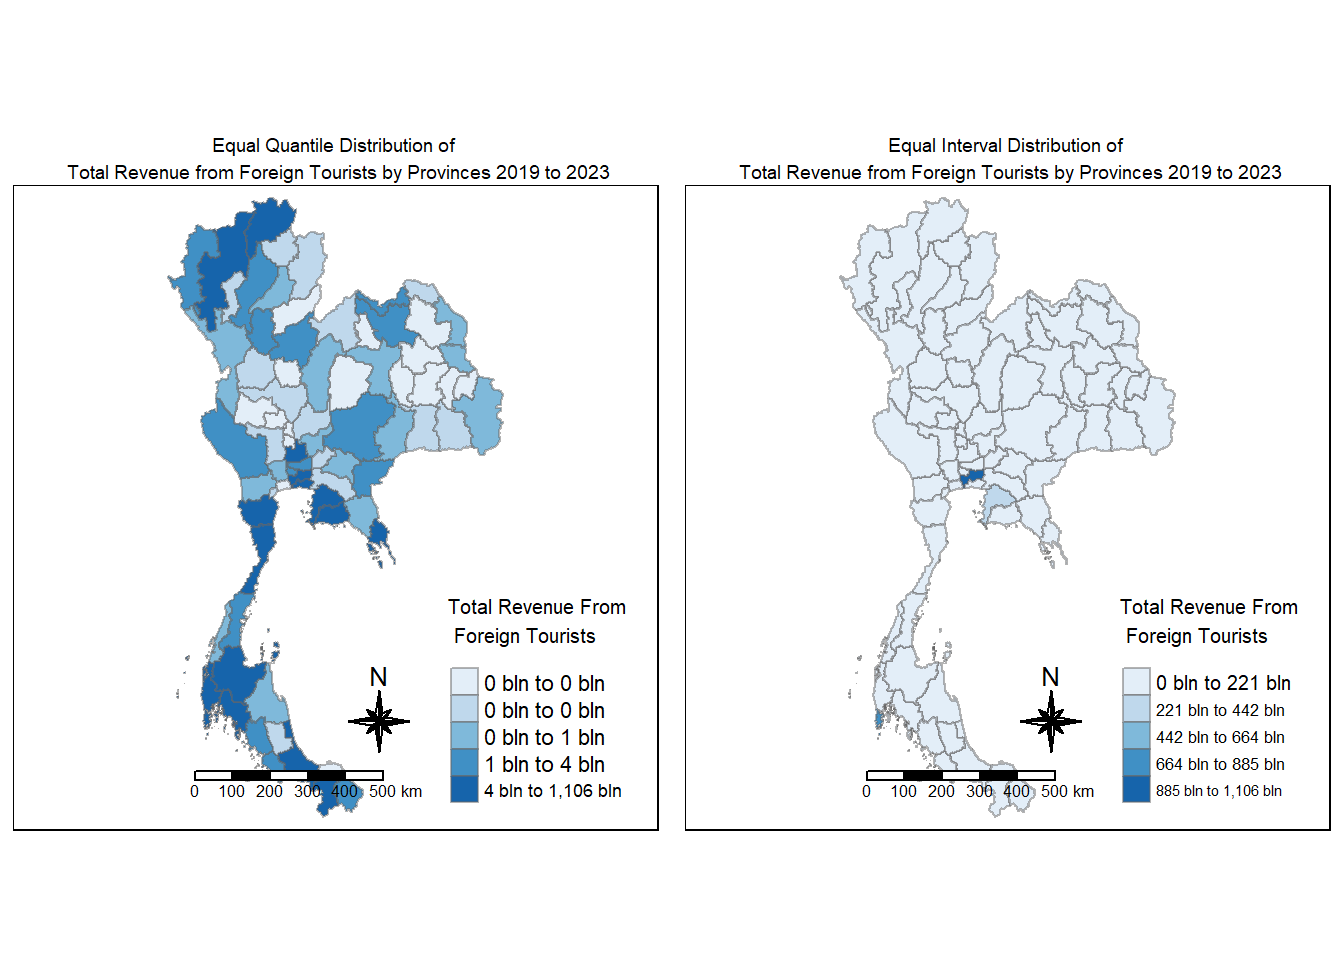 Equal Quantile Distribution of
Total Revenue from Foreign Tourists by Provinces 2019 to 2023
Total Revenue From
Foreign Tourists
N
0 bln to 0 bln
0 bln to 0 bln
0 bln to 1 bln
1 bln to 4 bln
4 bln to 1,106 bln
0 100 200 300 400 500 km
Equal Interval Distribution of
Total Revenue from Foreign Tourists by Provinces 2019 to 2023
Total Revenue From
Foreign Tourists
N
0 bln to 221 bln
221 bln to 442 bln
442 bln to 664 bln
664 bln to 885 bln
885 bln to 1,106 bln
0 100 200 300 400 500 km